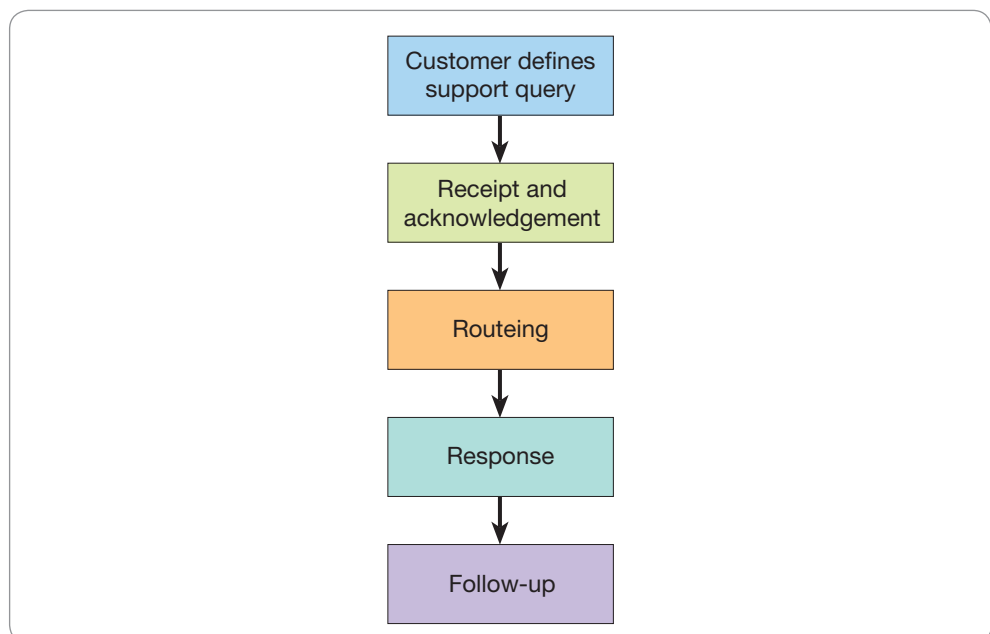 Customer defines
support query
Receipt and
acknowledgement
Routeing
Response
Follow-up